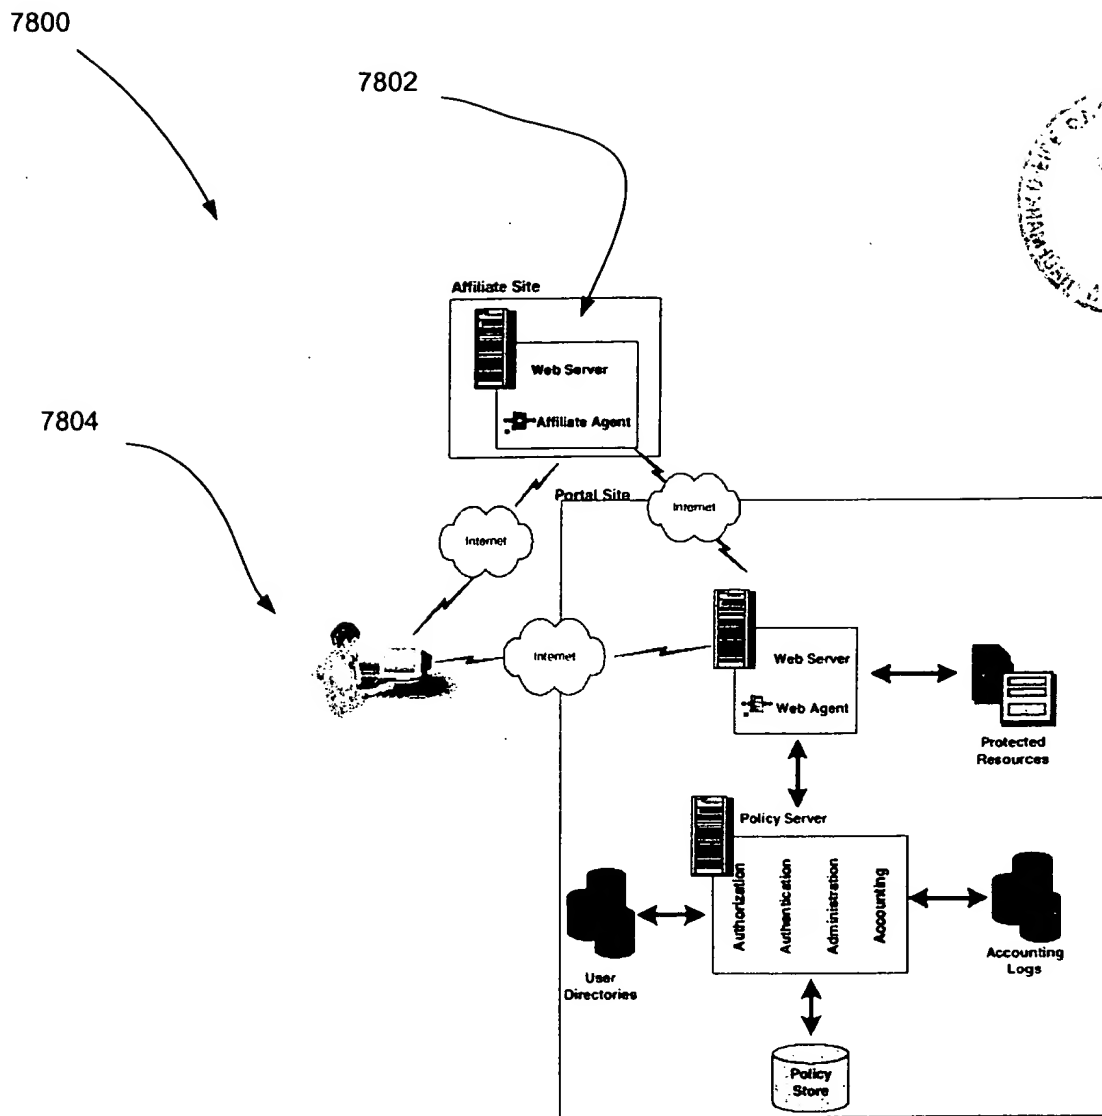 7800
7802
Affiliate Site
Web Server
Affiliate Agent
7804
Portal Site
Internet
Internet
Internet
Web Server
Web Agent
Protected
Resources
Policy Server
Authorization
Authentication
Administration
Accounting
User
Directories
Accounting
Logs
Policy
Store